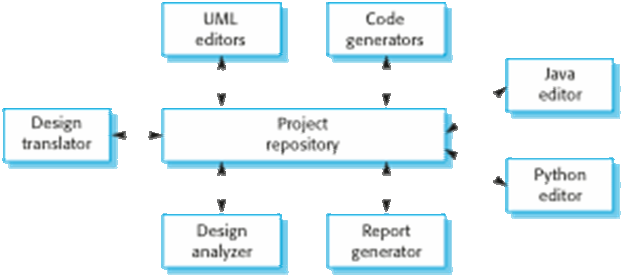 UML
editors
Code
generators
Java
editor
Design
translator
Project
repository
Python
editor
Design
analyzer
Report
generator